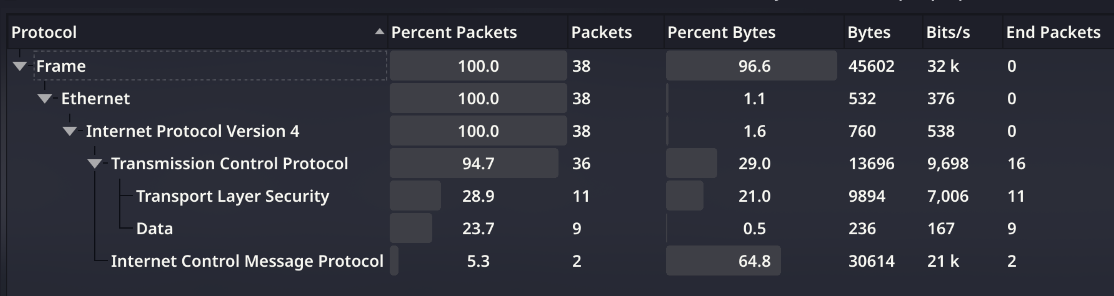 Protocol Percent Packets Packets Percent Bytes Bytes Bits/s End Packets
Frame 100.0 38 96.6 45602 32 k 0
Ethernet 100.0 38 1.1 532 376 0
Internet Protocol Version 4 100.0 38 1.6 760 538 0
Transmission Control Protocol 94.7 36 29.0 13696 9,698 16
Transport Layer Security 28.9 11 21.0 9894 7,006 11
Data 23.7 9 0.5 236 167 9
Internet Control Message Protocol 5.3 2 64.8 30614 21 k 2